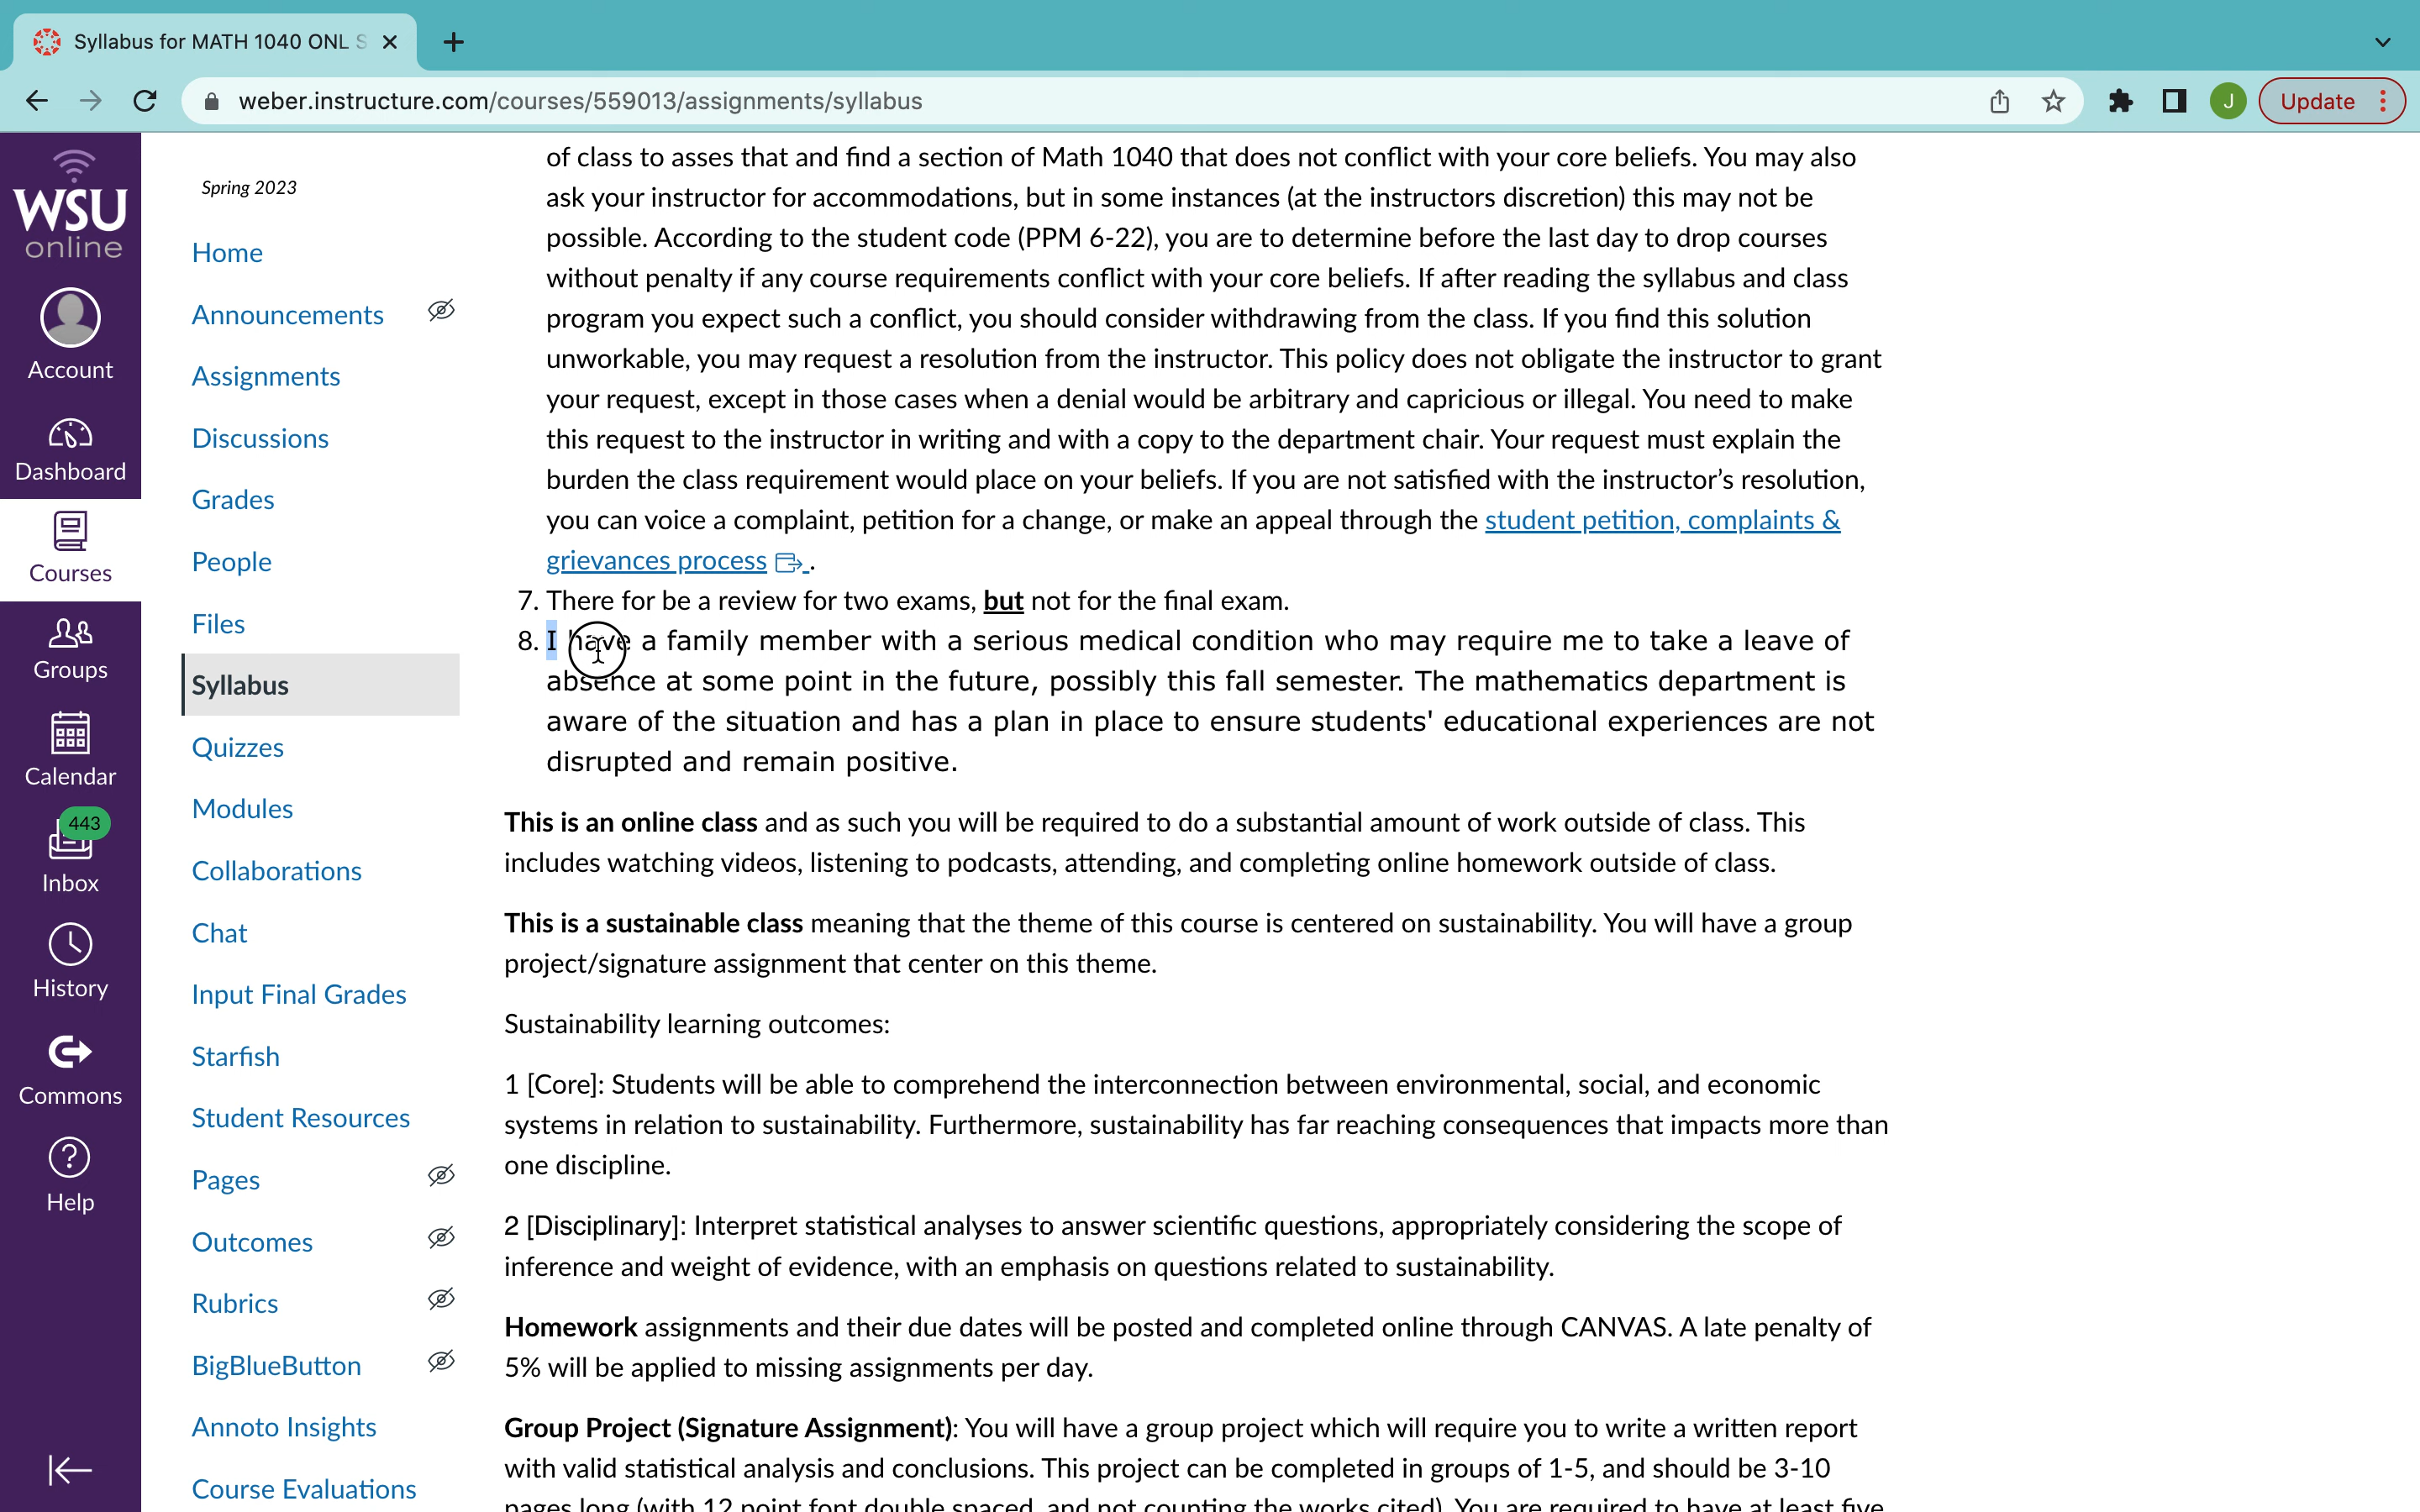 Syllabus for MATH 1040 ONL S
weber.instructure.com/courses/559013/assignments/syllabus
J
Update
WSU
online
Account
Dashboard
Courses
Groups
Calendar
443
Inbox
History
Commons
Help
Spring 2023
Home
Announcements
Assignments
Discussions
Grades
People
Files
Syllabus
Quizzes
Modules
Collaborations
Chat
Input Final Grades
Starfish
Student Resources
Pages
Outcomes
Rubrics
BigBlueButton
Annoto Insights
Course Evaluations
of class to asses that and find a section of Math 1040 that does not conflict with your core beliefs. You may also
ask your instructor for accommodations, but in some instances (at the instructors discretion) this may not be
possible. According to the student code (PPM 6-22), you are to determine before the last day to drop courses
without penalty if any course requirements conflict with your core beliefs. If after reading the syllabus and class
program you expect such a conflict, you should consider withdrawing from the class. If you find this solution
unworkable, you may request a resolution from the instructor. This policy does not obligate the instructor to grant
your request, except in those cases when a denial would be arbitrary and capricious or illegal. You need to make
this request to the instructor in writing and with a copy to the department chair. Your request must explain the
burden the class requirement would place on your beliefs. If you are not satisfied with the instructor’s resolution,
you can voice a complaint, petition for a change, or make an appeal through the student petition, complaints &
grievances process .
7. There for be a review for two exams, but not for the final exam.
8. I have a family member with a serious medical condition who may require me to take a leave of
absence at some point in the future, possibly this fall semester. The mathematics department is
aware of the situation and has a plan in place to ensure students' educational experiences are not
disrupted and remain positive.
This is an online class and as such you will be required to do a substantial amount of work outside of class. This
includes watching videos, listening to podcasts, attending, and completing online homework outside of class.
This is a sustainable class meaning that the theme of this course is centered on sustainability. You will have a group
project/signature assignment that center on this theme.
Sustainability learning outcomes:
1 [Core]: Students will be able to comprehend the interconnection between environmental, social, and economic
systems in relation to sustainability. Furthermore, sustainability has far reaching consequences that impacts more than
one discipline.
2 [Disciplinary]: Interpret statistical analyses to answer scientific questions, appropriately considering the scope of
inference and weight of evidence, with an emphasis on questions related to sustainability.
Homework assignments and their due dates will be posted and completed online through CANVAS. A late penalty of
5% will be applied to missing assignments per day.
Group Project (Signature Assignment): You will have a group project which will require you to write a written report
with valid statistical analysis and conclusions. This project can be completed in groups of 1-5, and should be 3-10
pages long (with 12 point font double spaced, and not counting the works cited). You are required to have at least five